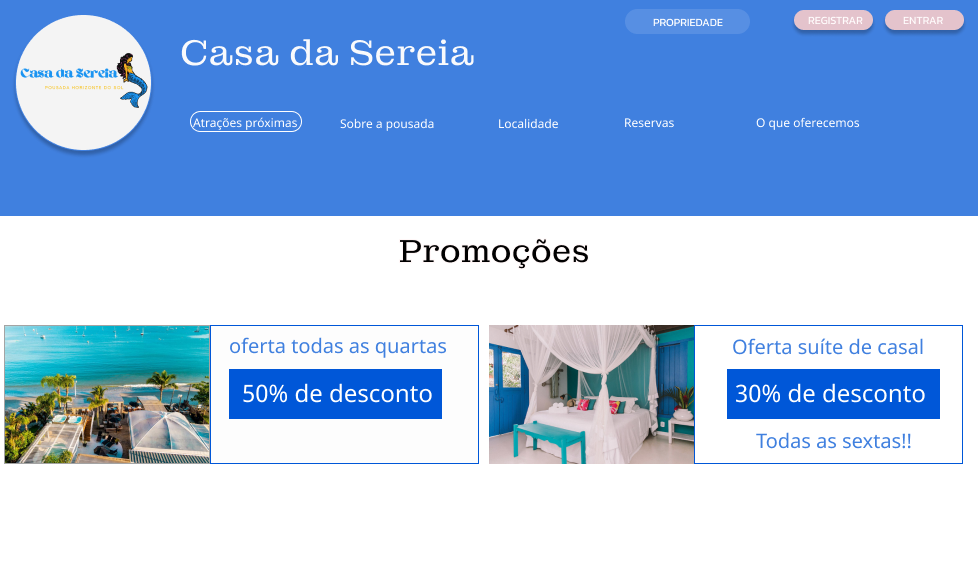 PROPRIEDADE
REGISTRAR
ENTRAR
Casa da Sereia
Casa da Sereia
POUSADA HORIZONTE DO SOL
Atrações próximas
Sobre a pousada
Localidade
Reservas
O que oferecemos
Promoções
oferta todas as quartas
50% de desconto
Oferta suíte de casal
30% de desconto
Todas as sextas!!